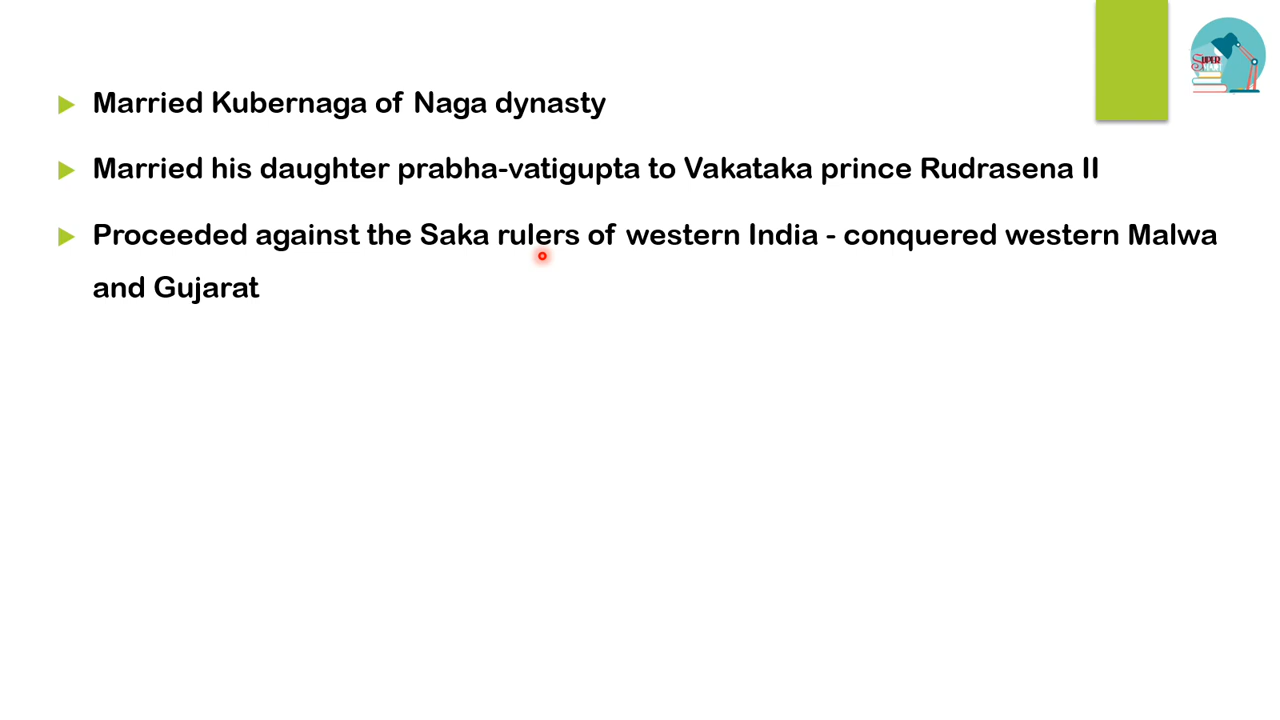 Married Kubernaga of Naga dynasty
Married his daughter prabha-vatigupta to Vakataka prince Rudrasena II
Proceeded against the Saka rulers of western India - conquered western Malwa
and Gujarat
SUPER